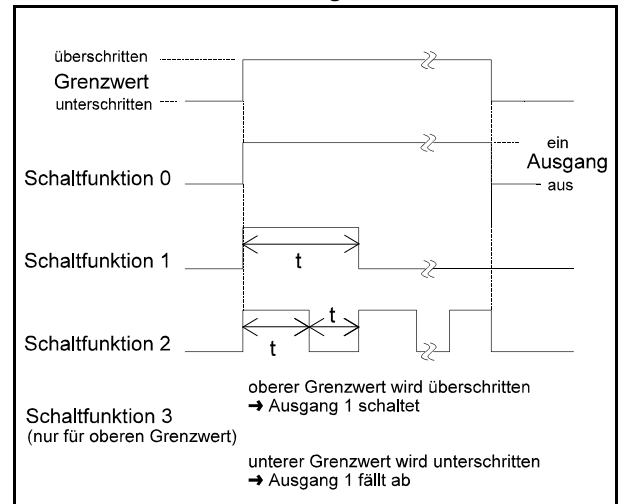 überschritten
Grenzwert
unterschritten
ein
Ausgang
aus
Schaltfunktion 0
Schaltfunktion 1
t
Schaltfunktion 2
t
t
oberer Grenzwert wird überschritten
➔ Ausgang 1 schaltet
Schaltfunktion 3
(nur für oberen Grenzwert)
unterer Grenzwert wird unterschritten
➔ Ausgang 1 fällt ab